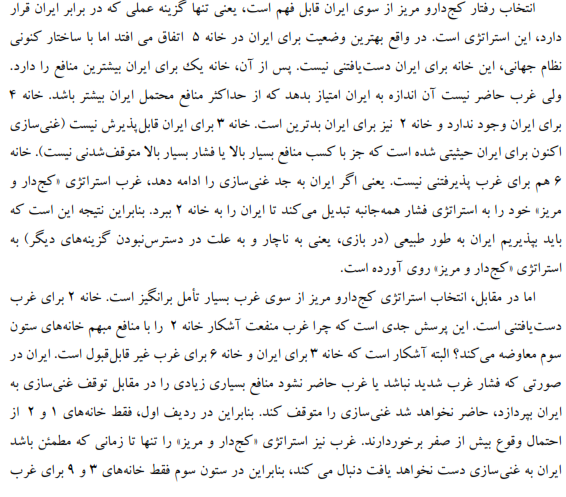 انتخاب رفتار کج‌دارو مریز از سوی ایران قابل فهم است، یعنی تنها گزینه عملی که در برابر ایران قرار
دارد، این استراتژی است. در واقع بهترین وضعیت برای ایران در خانه ۵ اتفاق می افتد اما با ساختار کنونی
نظام جهانی، این خانه برای ایران دست‌یافتنی نیست. پس از آن، خانه یك برای ایران بیشترین منافع را دارد.
ولی غرب حاضر نیست آن اندازه به ایران امتیاز بدهد که از حداکثر منافع محتمل ایران بیشتر باشد. خانه ۴
برای ایران وجود ندارد و خانه ۲ نیز برای ایران بدترین است. خانه ۳ برای ایران قابل‌پذیرش نیست (غنی‌سازی
اکنون برای ایران حیثیتی شده است که جز با کسب منافع بسیار بالا یا فشار بسیار بالا متوقف‌شدنی نیست). خانه
۶ هم برای غرب پذیرفتنی نیست. یعنی اگر ایران به جد غنی‌سازی را ادامه دهد، غرب استراتژی «کج‌دار و
مریز» خود را به استراتژی فشار همه‌جانبه تبدیل می‌کند تا ایران را به خانه ۲ ببرد. بنابراین نتیجه این است که
باید بپذیریم ایران به طور طبیعی (در بازی، یعنی به ناچار و به علت در دسترس‌نبودن گزینه‌های دیگر) به
استراتژی «کج‌دار و مریز» روی آورده است.
اما در مقابل، انتخاب استراتژی کج‌دارو مریز از سوی غرب بسیار تأمل برانگیز است. خانه ۲ برای غرب
دست‌یافتنی است. این پرسش جدی است که چرا غرب منفعت آشکار خانه ۲ را با منافع مبهم خانه‌های ستون
سوم معاوضه می‌کند؟ البته آشکار است که خانه ۳ برای ایران و خانه ۶ برای غرب غیر قابل‌قبول است. ایران در
صورتی که فشار غرب شدید نباشد یا غرب حاضر نشود منافع بسیاری زیادی را در مقابل توقف غنی‌سازی به
ایران بپردازد، حاضر نخواهد شد غنی‌سازی را متوقف کند. بنابراین در ردیف اول، فقط خانه‌های ۱ و ۲ از
احتمال وقوع بیش از صفر برخوردارند. غرب نیز استراتژی «کج‌دار و مریز» را تنها تا زمانی که مطمئن باشد
ایران به غنی‌سازی دست نخواهد یافت دنبال می کند، بنابراین در ستون سوم فقط خانه‌های ۳ و ۹ برای غرب